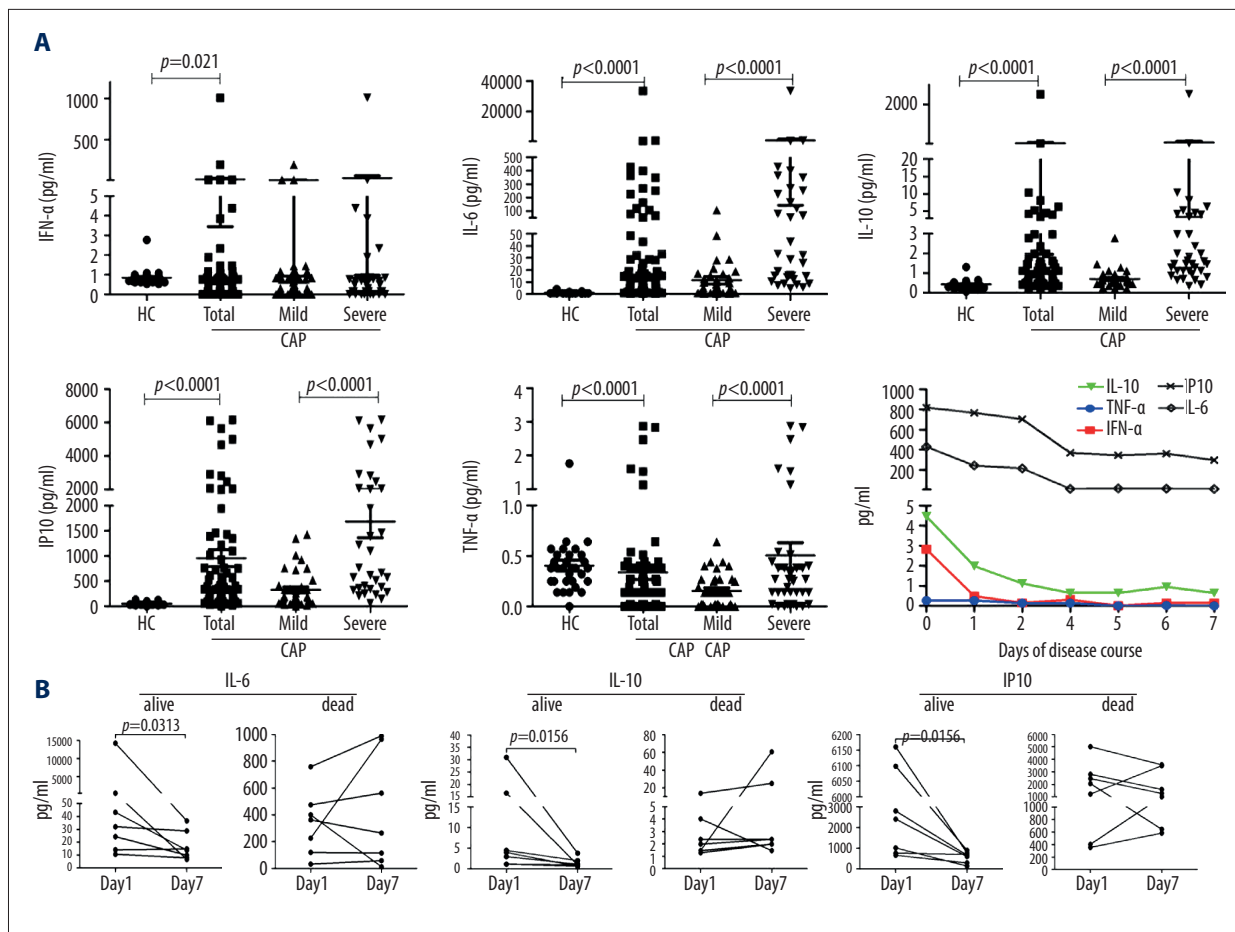 A
p=0.021
1000
500
5
4
3
2
1
0
IFN-α (pg/ml)
HC Total Mild Severe
CAP
p<0.0001 p<0.0001
40000
20000
500
400
300
200
100
50
40
30
20
10
0
IL-6 (pg/ml)
HC Total Mild Severe
CAP
p<0.0001 p<0.0001
2000
20
15
10
5
2
1
0
IL-10 (pg/ml)
HC Total Mild Severe
CAP
p<0.0001 p<0.0001
8000
6000
4000
2000
2000
1500
1000
500
0
IP10 (pg/ml)
HC Total Mild Severe
CAP
p<0.0001 p<0.0001
4
3
2
1
1.0
0.5
0.0
TNF-α (pg/ml)
HC Total Mild Severe
CAP CAP
IL-10 IP10
TNF-α IL-6
IFN-α
1000
800
600
400
200
5
4
3
2
1
0
pg/ml
0 1 2 4 5 6 7
Days of disease course
B
IL-6
alive dead
p=0.0313
15000
10000
5000
50
40
30
20
10
0
pg/ml
Day1 Day7
1000
800
600
400
200
0
Day1 Day7
IL-10
alive dead
p=0.0156
40
35
30
25
20
15
15
10
5
0
pg/ml
Day1 Day7
80
60
40
20
5
4
3
2
1
0
Day1 Day7
IP10
alive dead
p=0.0156
6200
6150
6100
6050
6000
3000
2000
1000
0
pg/ml
Day1 Day7
6000
5000
4000
3000
2000
1000
1000
800
600
400
200
0
Day1 Day7